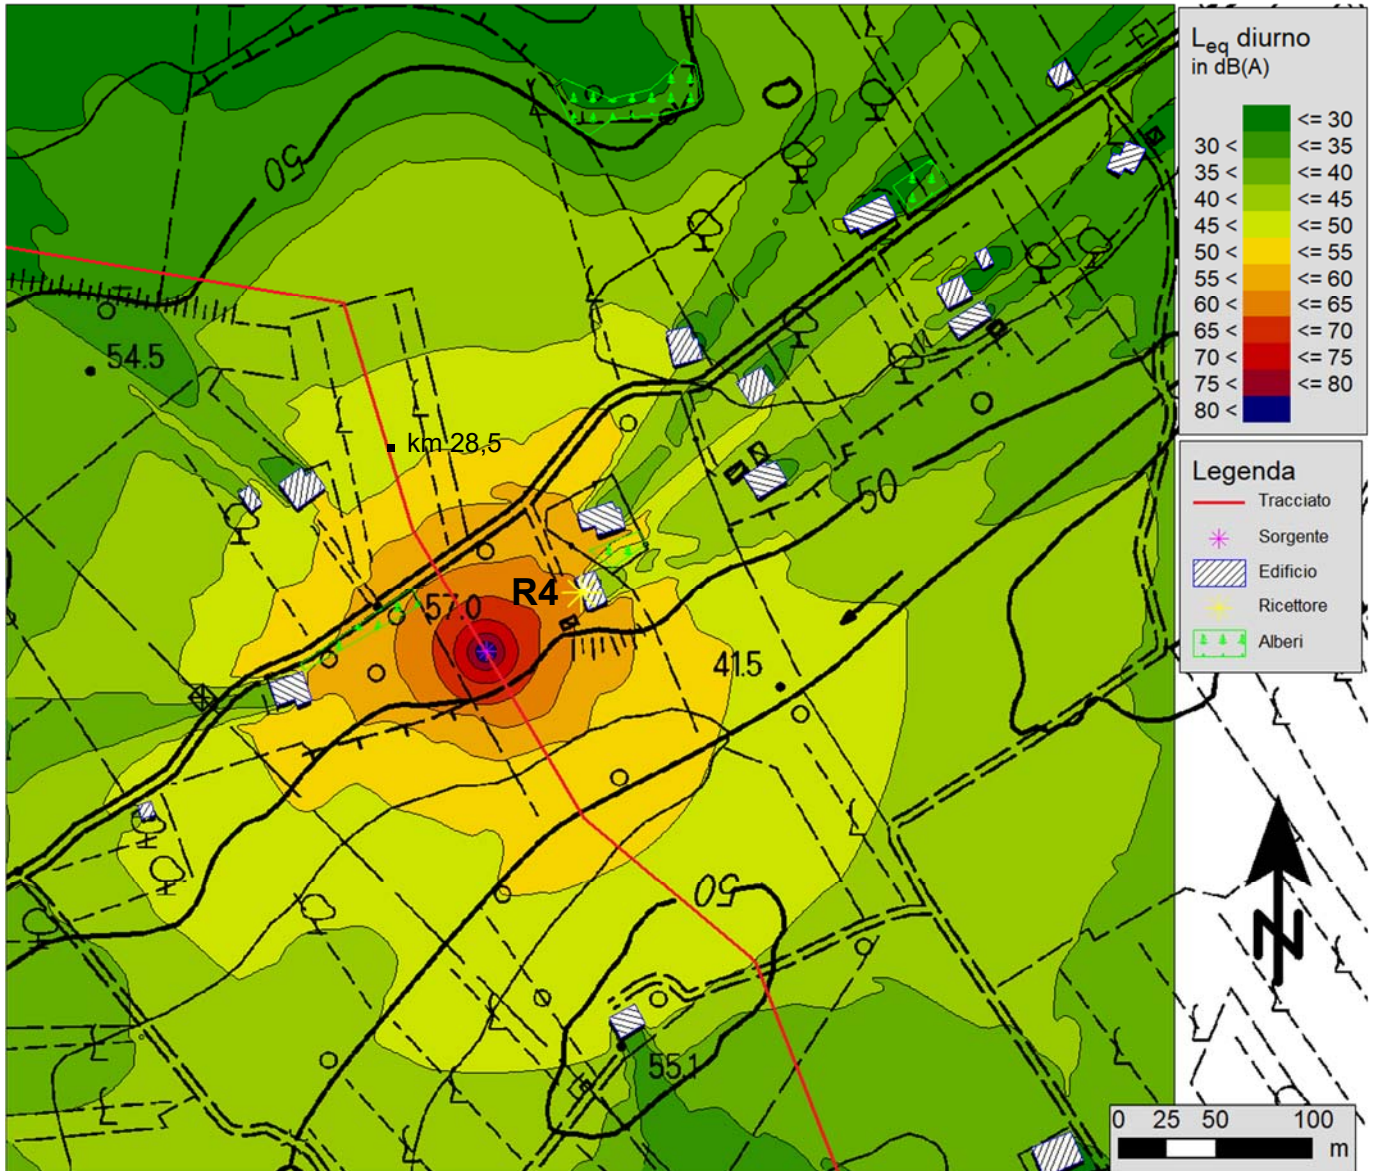 L_eq diurno
in dB(A)
<= 30
30 < <= 35
35 < <= 40
40 < <= 45
45 < <= 50
50 < <= 55
55 < <= 60
60 < <= 65
65 < <= 70
70 < <= 75
75 < <= 80
80 <
50
54.5
km 28,5
Legenda
Tracciato
Sorgente
Edificio
Ricettore
Alberi
50
R4
57.0
41.5
50
N
55.1
0 25 50 100
m